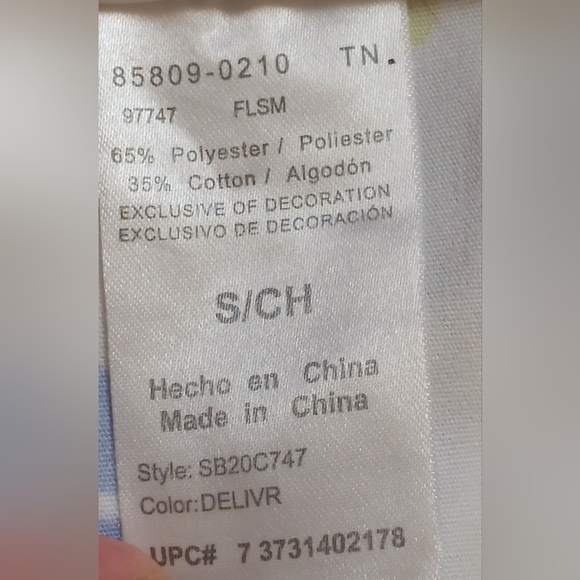 85809-0210 TN.
97747 FLSM
65% Polyester / Poliester
35% Cotton / Algodón
EXCLUSIVE OF DECORATION
EXCLUSIVO DE DECORACIÓN
S/CH
Hecho en China
Made in China
Style: SB20C747
Color:DELIVR
UPC# 7 3731402178